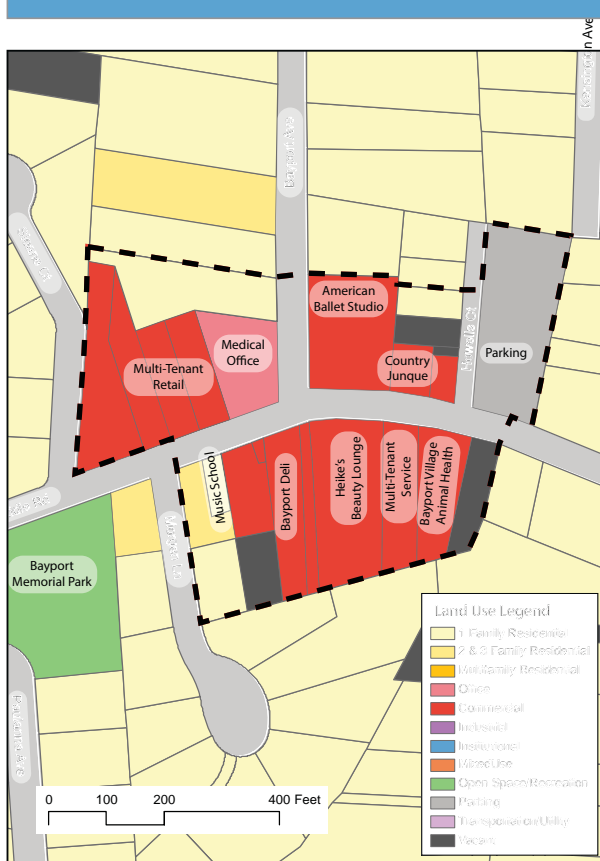 Bayport Ave
American
Ballet Studio
Medical
Office
Multi-Tenant
Retail
Country
Junque
Parking
Howells Ct
Music School
Bayport Deli
Heike's
Beauty Lounge
Multi-Tenant
Service
Bayport Village
Animal Health
Bayport
Memorial Park
Land Use Legend
1 Family Residential
2 & 3 Family Residential
Multifamily Residential
Office
Commercial
Industrial
Institutional
Mixed Use
Open Space/Recreation
Parking
Transportation/Utility
Vacant
0 100 200 400 Feet